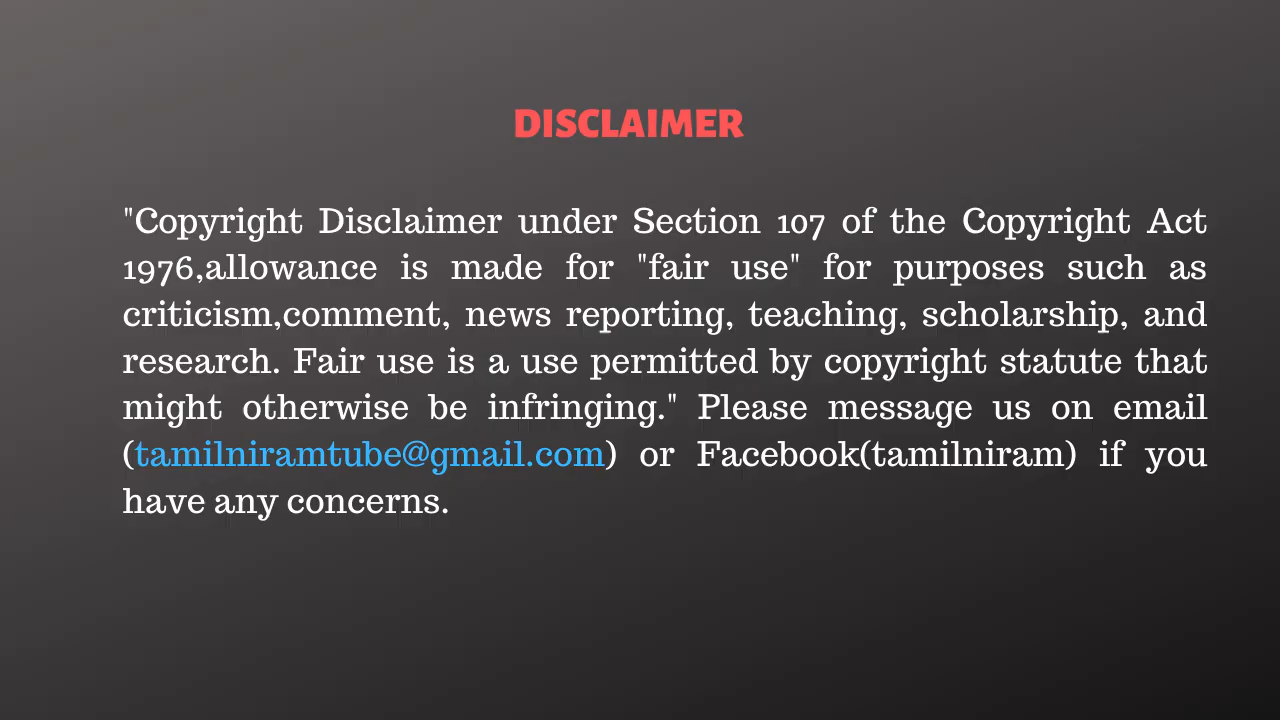 DISCLAIMER
"Copyright Disclaimer under Section 107 of the Copyright Act
1976,allowance is made for "fair use" for purposes such as
criticism,comment, news reporting, teaching, scholarship, and
research. Fair use is a use permitted by copyright statute that
might otherwise be infringing." Please message us on email
(tamilniramtube@gmail.com) or Facebook(tamilniram) if you
have any concerns.